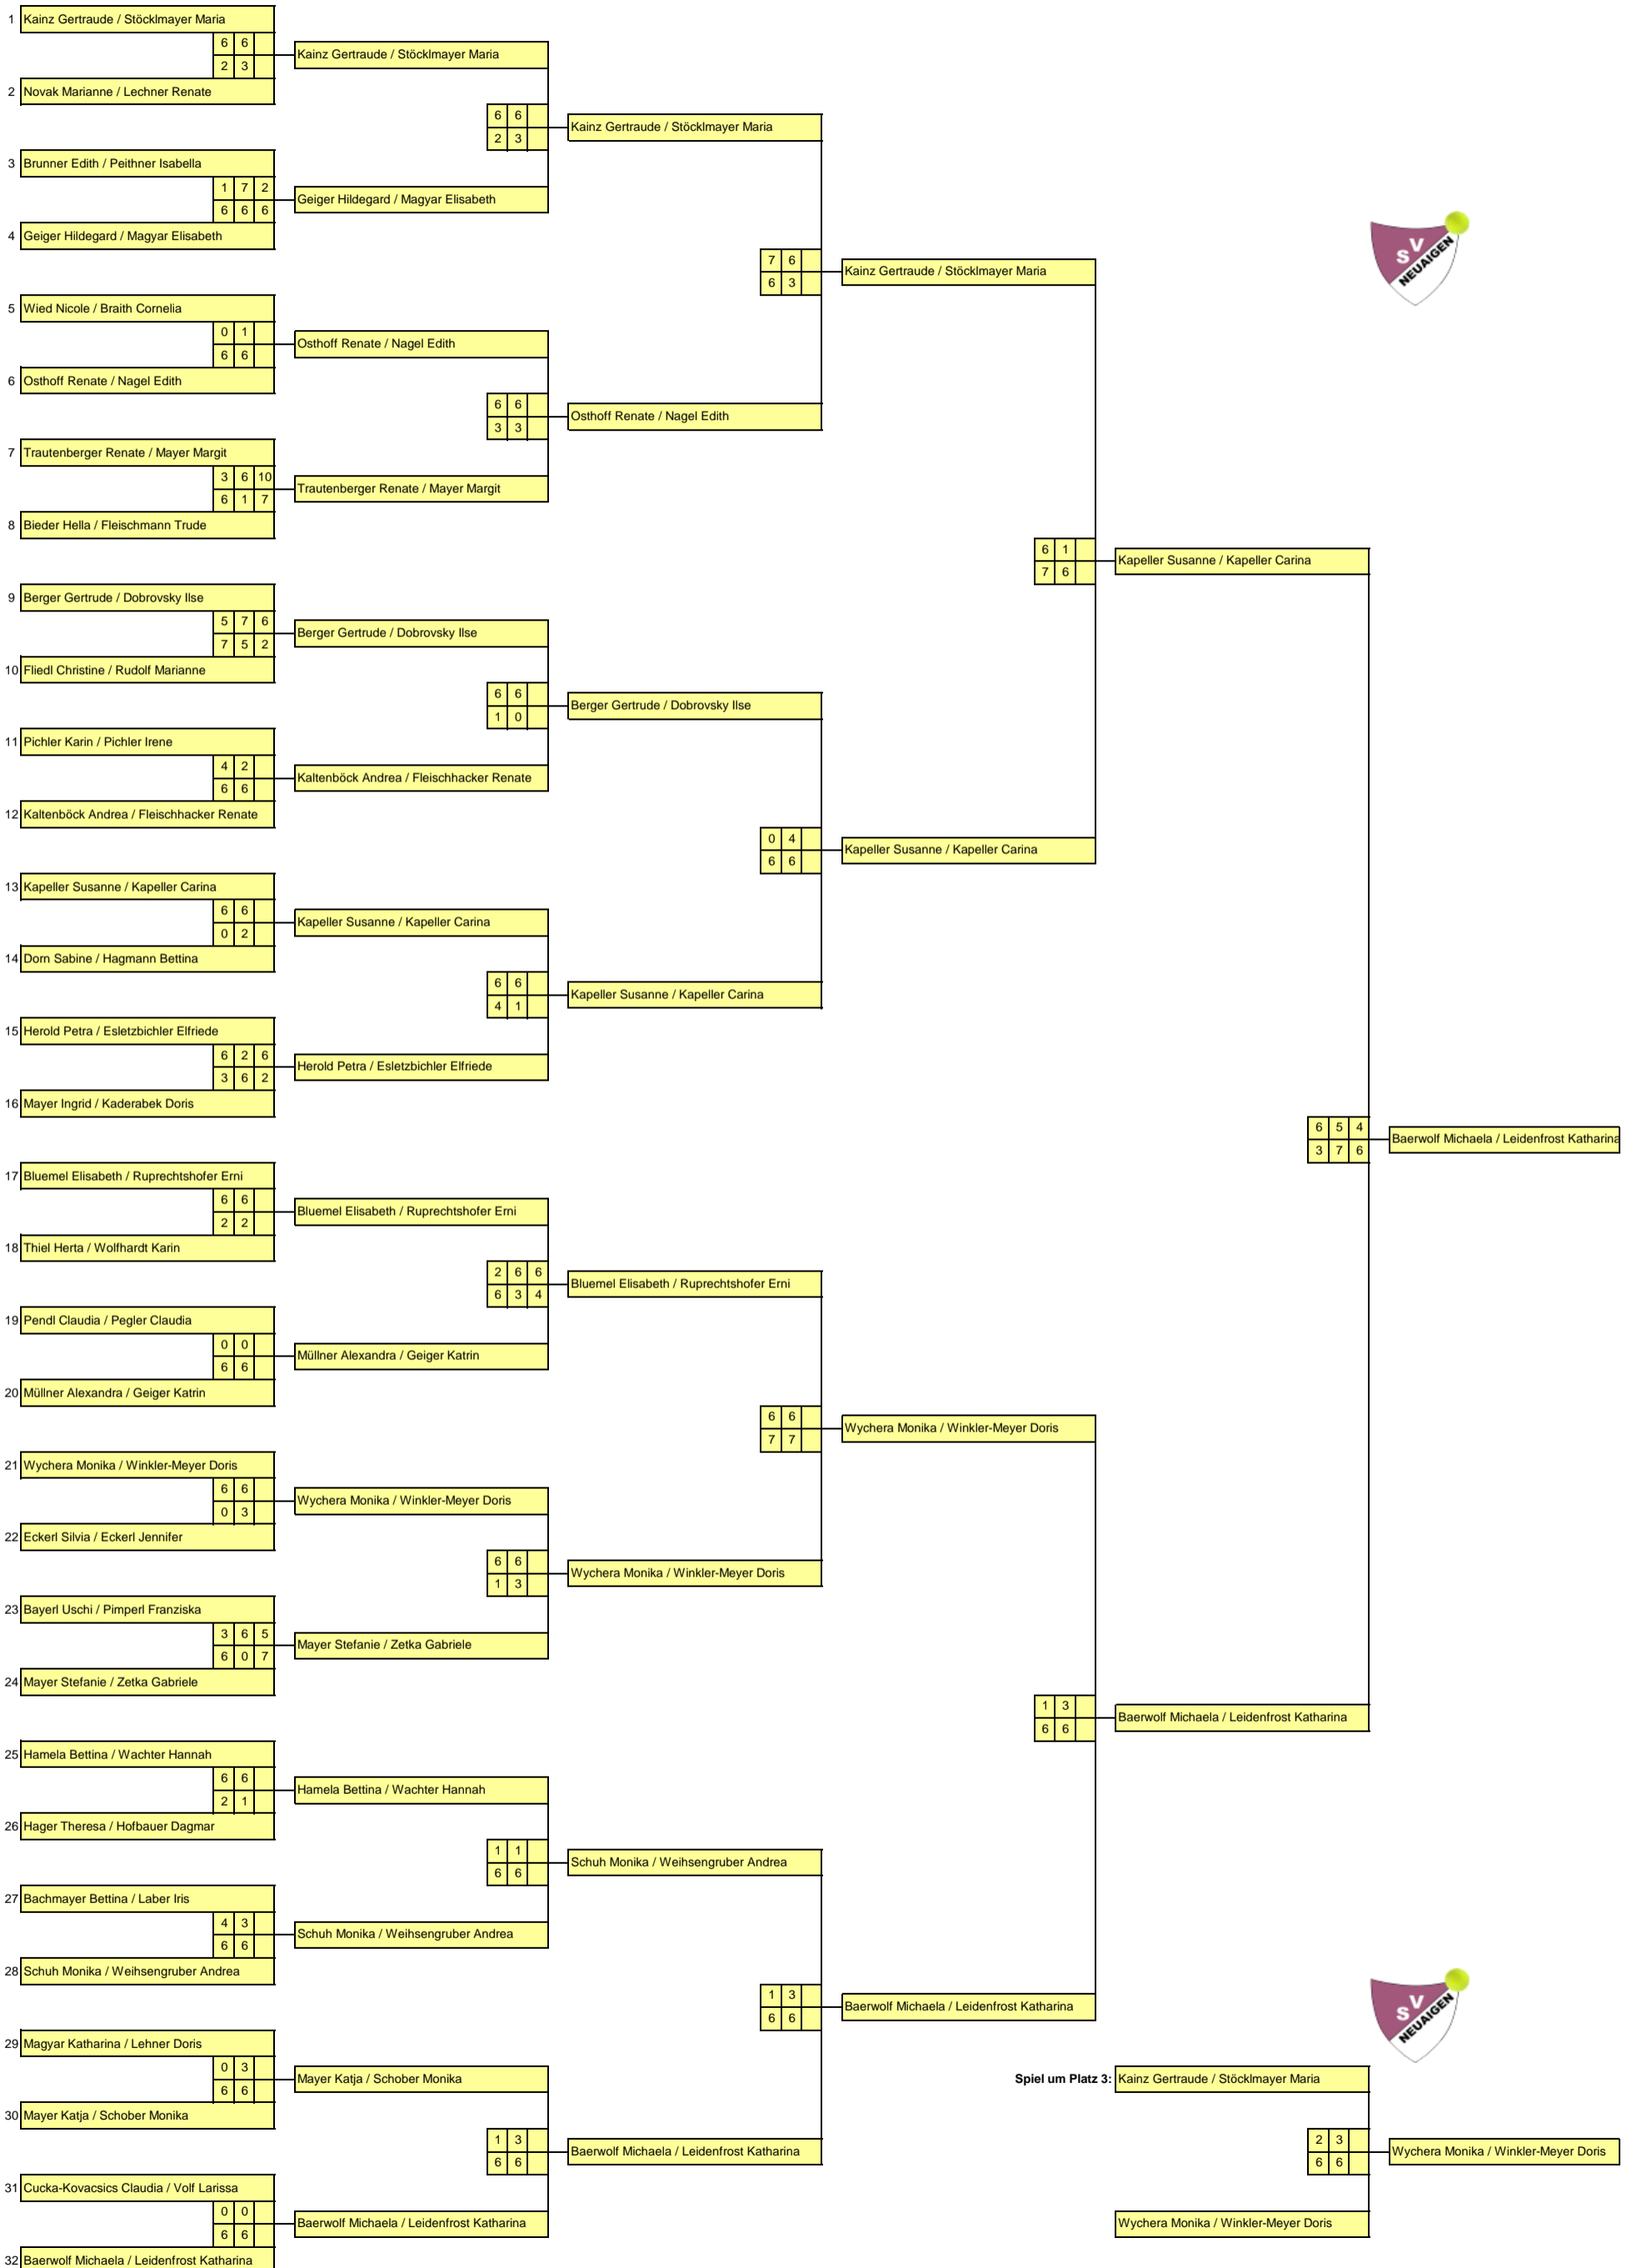 1 Kainz Gertraude / Stöcklmayer Maria
6 6
2 3
Kainz Gertraude / Stöcklmayer Maria
2 Novak Marianne / Lechner Renate
6 6
2 3
Kainz Gertraude / Stöcklmayer Maria
3 Brunner Edith / Peithner Isabella
1 7 2
6 6 6
Geiger Hildegard / Magyar Elisabeth
4 Geiger Hildegard / Magyar Elisabeth
S V
NEUAIGEN
7 6
6 3
Kainz Gertraude / Stöcklmayer Maria
5 Wied Nicole / Braith Cornelia
0 1
6 6
Osthoff Renate / Nagel Edith
6 Osthoff Renate / Nagel Edith
6 6
3 3
Osthoff Renate / Nagel Edith
7 Trautenberger Renate / Mayer Margit
3 6 10
6 1 7
Trautenberger Renate / Mayer Margit
8 Bieder Hella / Fleischmann Trude
6 1
7 6
Kapeller Susanne / Kapeller Carina
9 Berger Gertrude / Dobrovsky Ilse
5 7 6
7 5 2
Berger Gertrude / Dobrovsky Ilse
10 Fliedl Christine / Rudolf Marianne
6 6
1 0
Berger Gertrude / Dobrovsky Ilse
11 Pichler Karin / Pichler Irene
4 2
6 6
Kaltenböck Andrea / Fleischhacker Renate
12 Kaltenböck Andrea / Fleischhacker Renate
0 4
6 6
Kapeller Susanne / Kapeller Carina
13 Kapeller Susanne / Kapeller Carina
6 6
0 2
Kapeller Susanne / Kapeller Carina
14 Dorn Sabine / Hagmann Bettina
6 6
4 1
Kapeller Susanne / Kapeller Carina
15 Herold Petra / Esletzbichler Elfriede
6 2 6
3 6 2
Herold Petra / Esletzbichler Elfriede
16 Mayer Ingrid / Kaderabek Doris
6 5 4
3 7 6
Baerwolf Michaela / Leidenfrost Katharina
17 Bluemel Elisabeth / Ruprechtshofer Erni
6 6
2 2
Bluemel Elisabeth / Ruprechtshofer Erni
18 Thiel Herta / Wolfhardt Karin
2 6 6
6 3 4
Bluemel Elisabeth / Ruprechtshofer Erni
19 Pendl Claudia / Pegler Claudia
0 0
6 6
Müllner Alexandra / Geiger Katrin
20 Müllner Alexandra / Geiger Katrin
6 6
7 7
Wychera Monika / Winkler-Meyer Doris
21 Wychera Monika / Winkler-Meyer Doris
6 6
0 3
Wychera Monika / Winkler-Meyer Doris
22 Eckerl Silvia / Eckerl Jennifer
6 6
1 3
Wychera Monika / Winkler-Meyer Doris
23 Bayerl Uschi / Pimperl Franziska
3 6 5
6 0 7
Mayer Stefanie / Zetka Gabriele
24 Mayer Stefanie / Zetka Gabriele
1 3
6 6
Baerwolf Michaela / Leidenfrost Katharina
25 Hamela Bettina / Wachter Hannah
6 6
2 1
Hamela Bettina / Wachter Hannah
26 Hager Theresa / Hofbauer Dagmar
1 1
6 6
Schuh Monika / Weihsengruber Andrea
27 Bachmayer Bettina / Laber Iris
4 3
6 6
Schuh Monika / Weihsengruber Andrea
28 Schuh Monika / Weihsengruber Andrea
1 3
6 6
Baerwolf Michaela / Leidenfrost Katharina
S V
NEUAIGEN
29 Magyar Katharina / Lehner Doris
0 3
6 6
Mayer Katja / Schober Monika
Spiel um Platz 3: Kainz Gertraude / Stöcklmayer Maria
30 Mayer Katja / Schober Monika
1 3
6 6
Baerwolf Michaela / Leidenfrost Katharina
2 3
6 6
Wychera Monika / Winkler-Meyer Doris
31 Cucka-Kovacsics Claudia / Volf Larissa
0 0
6 6
Baerwolf Michaela / Leidenfrost Katharina
Wychera Monika / Winkler-Meyer Doris
32 Baerwolf Michaela / Leidenfrost Katharina